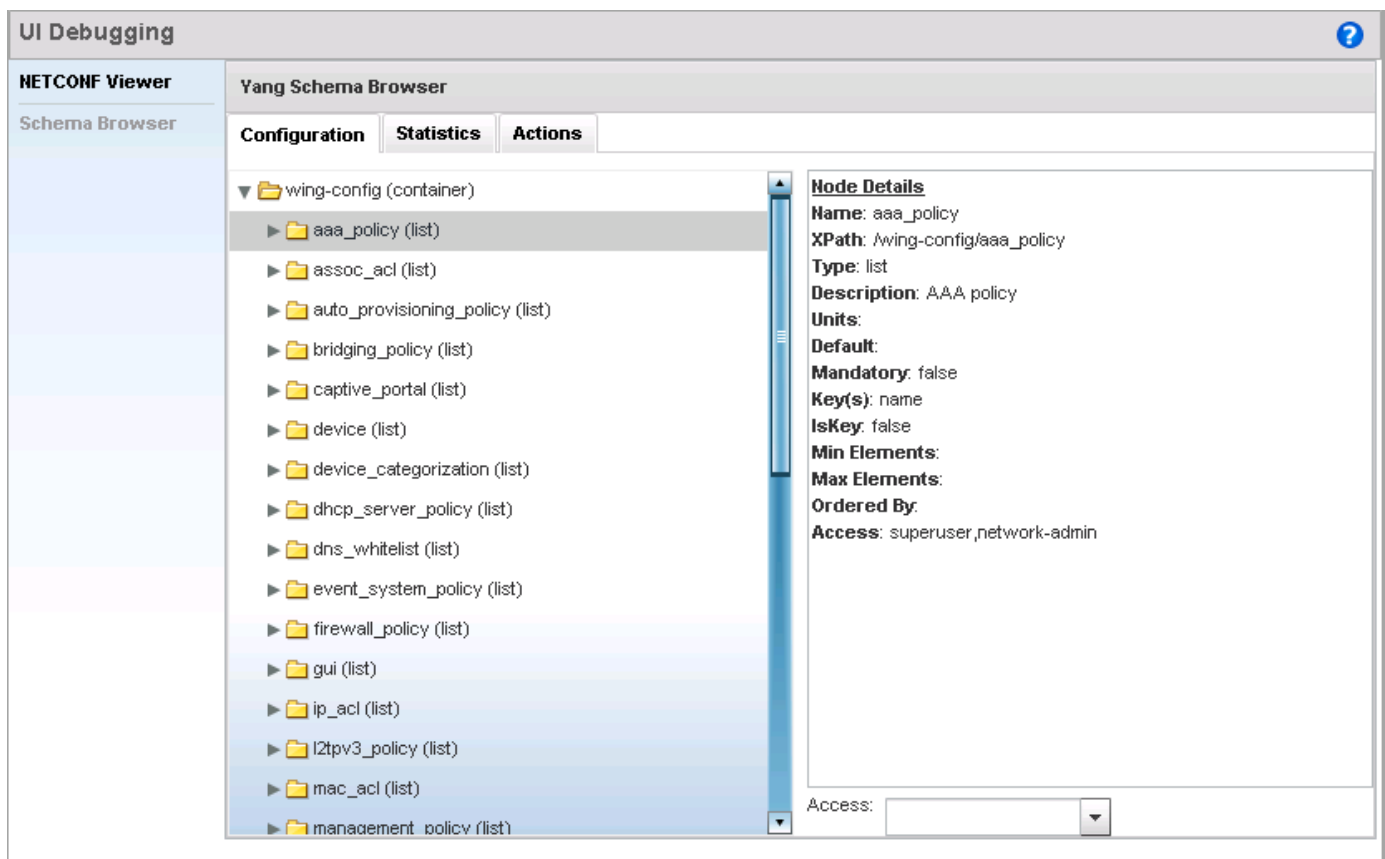 UI Debugging
NETCONF Viewer
Schema Browser
Yang Schema Browser
Configuration
Statistics
Actions
wing-config (container)
aaa_policy (list)
assoc_acl (list)
auto_provisioning_policy (list)
bridging_policy (list)
captive_portal (list)
device (list)
device_categorization (list)
dhcp_server_policy (list)
dns_whitelist (list)
event_system_policy (list)
firewall_policy (list)
gui (list)
ip_acl (list)
l2tpv3_policy (list)
mac_acl (list)
management_policy (list)
Node Details
Name: aaa_policy
XPath: /wing-config/aaa_policy
Type: list
Description: AAA policy
Units:
Default:
Mandatory: false
Key(s): name
IsKey: false
Min Elements:
Max Elements:
Ordered By:
Access: superuser,network-admin
Access: